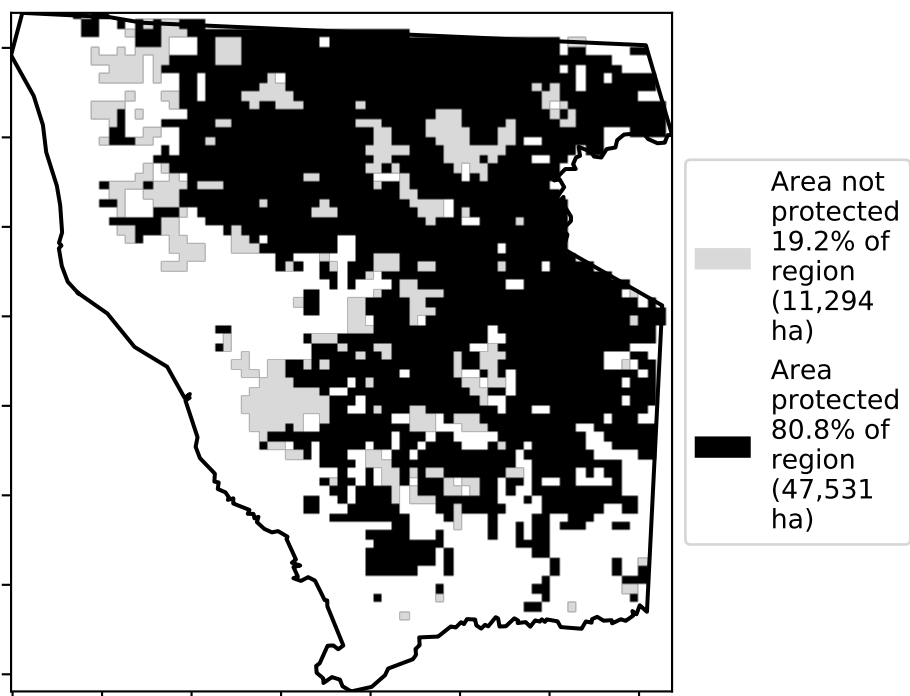 Area not
protected
19.2% of
region
(11,294
ha)
Area
protected
80.8% of
region
(47,531
ha)